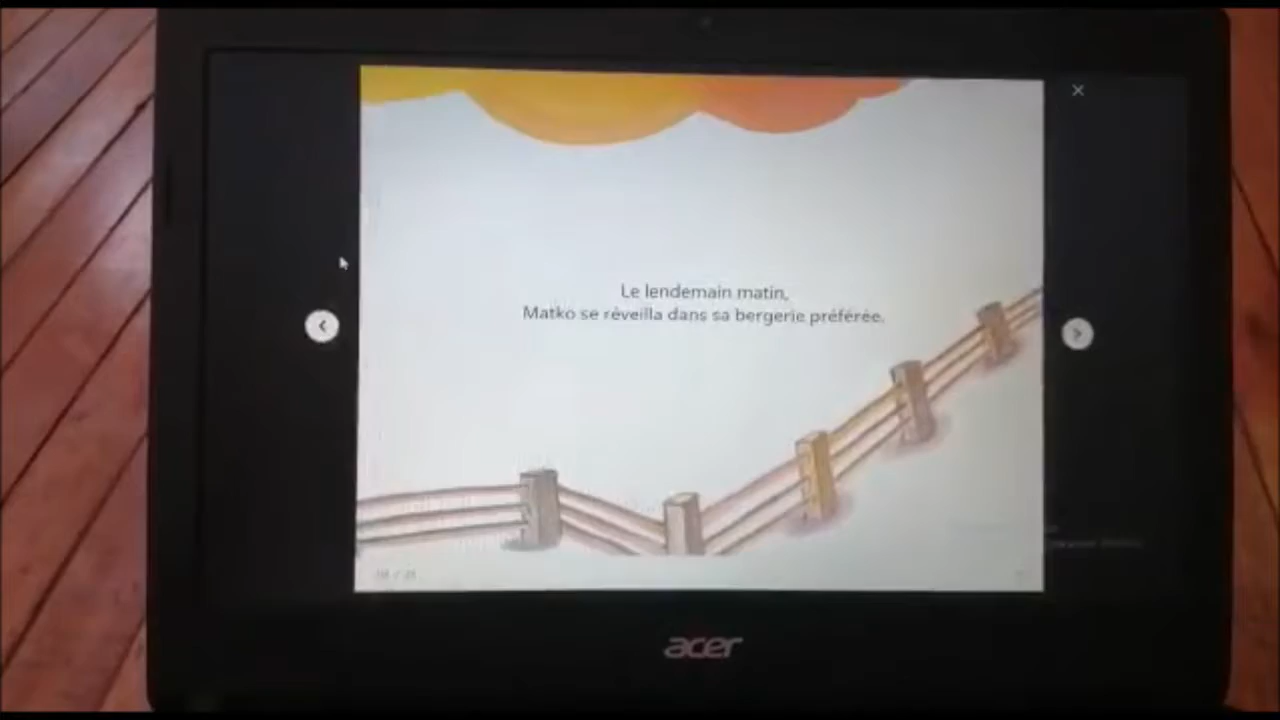 Le lendemain matin,
Matko se réveilla dans sa bergerie préférée.
acer